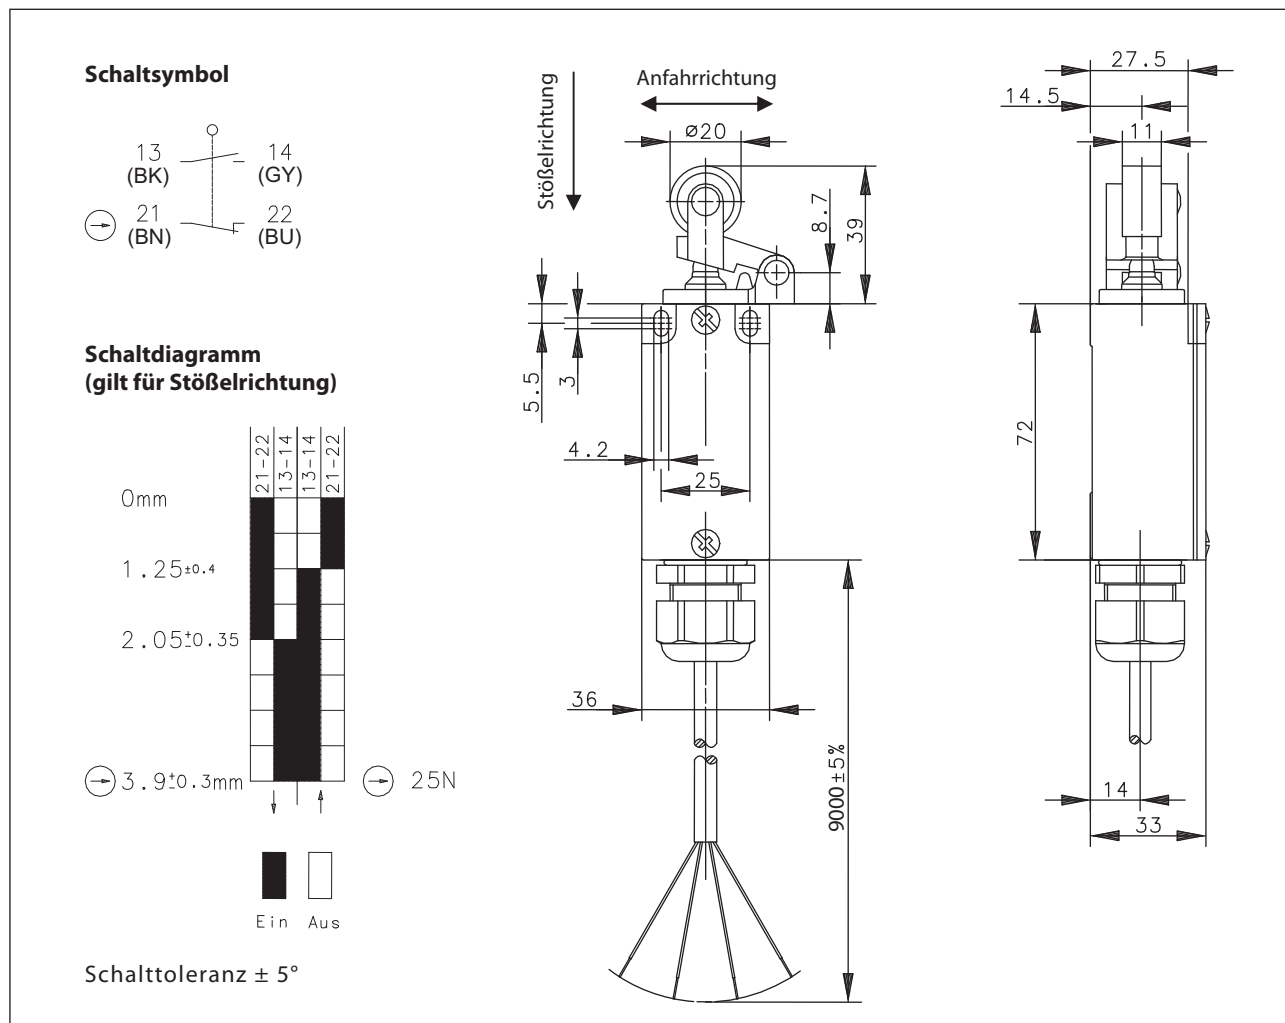 Schaltsymbol
13
(BK)
14
(GY)
21
(BN)
22
(BU)
Schaltdiagramm
(gilt für Stößelrichtung)
21-22
13-14
13-14
21-22
0mm
1.25±0.4
2.05±0.35
3.9±0.3mm
25N
Ein Aus
Schalttoleranz ± 5°
Stößelrichtung
Anfahrrichtung
ø20
8.7
39
5.5
3
4.2
25
36
9000±5%
27.5
14.5
11
72
14
33